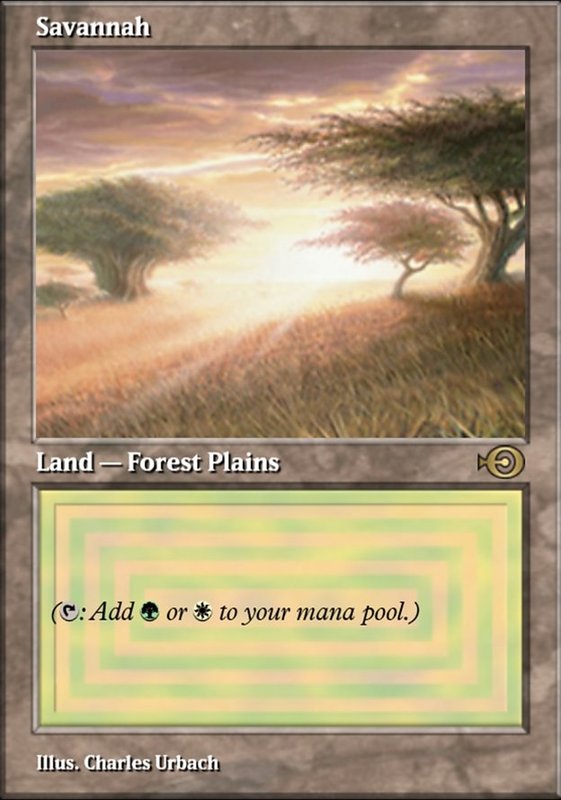 Savannah
Land — Forest Plains
(: Add or to your mana pool.)
Illus. Charles Urbach